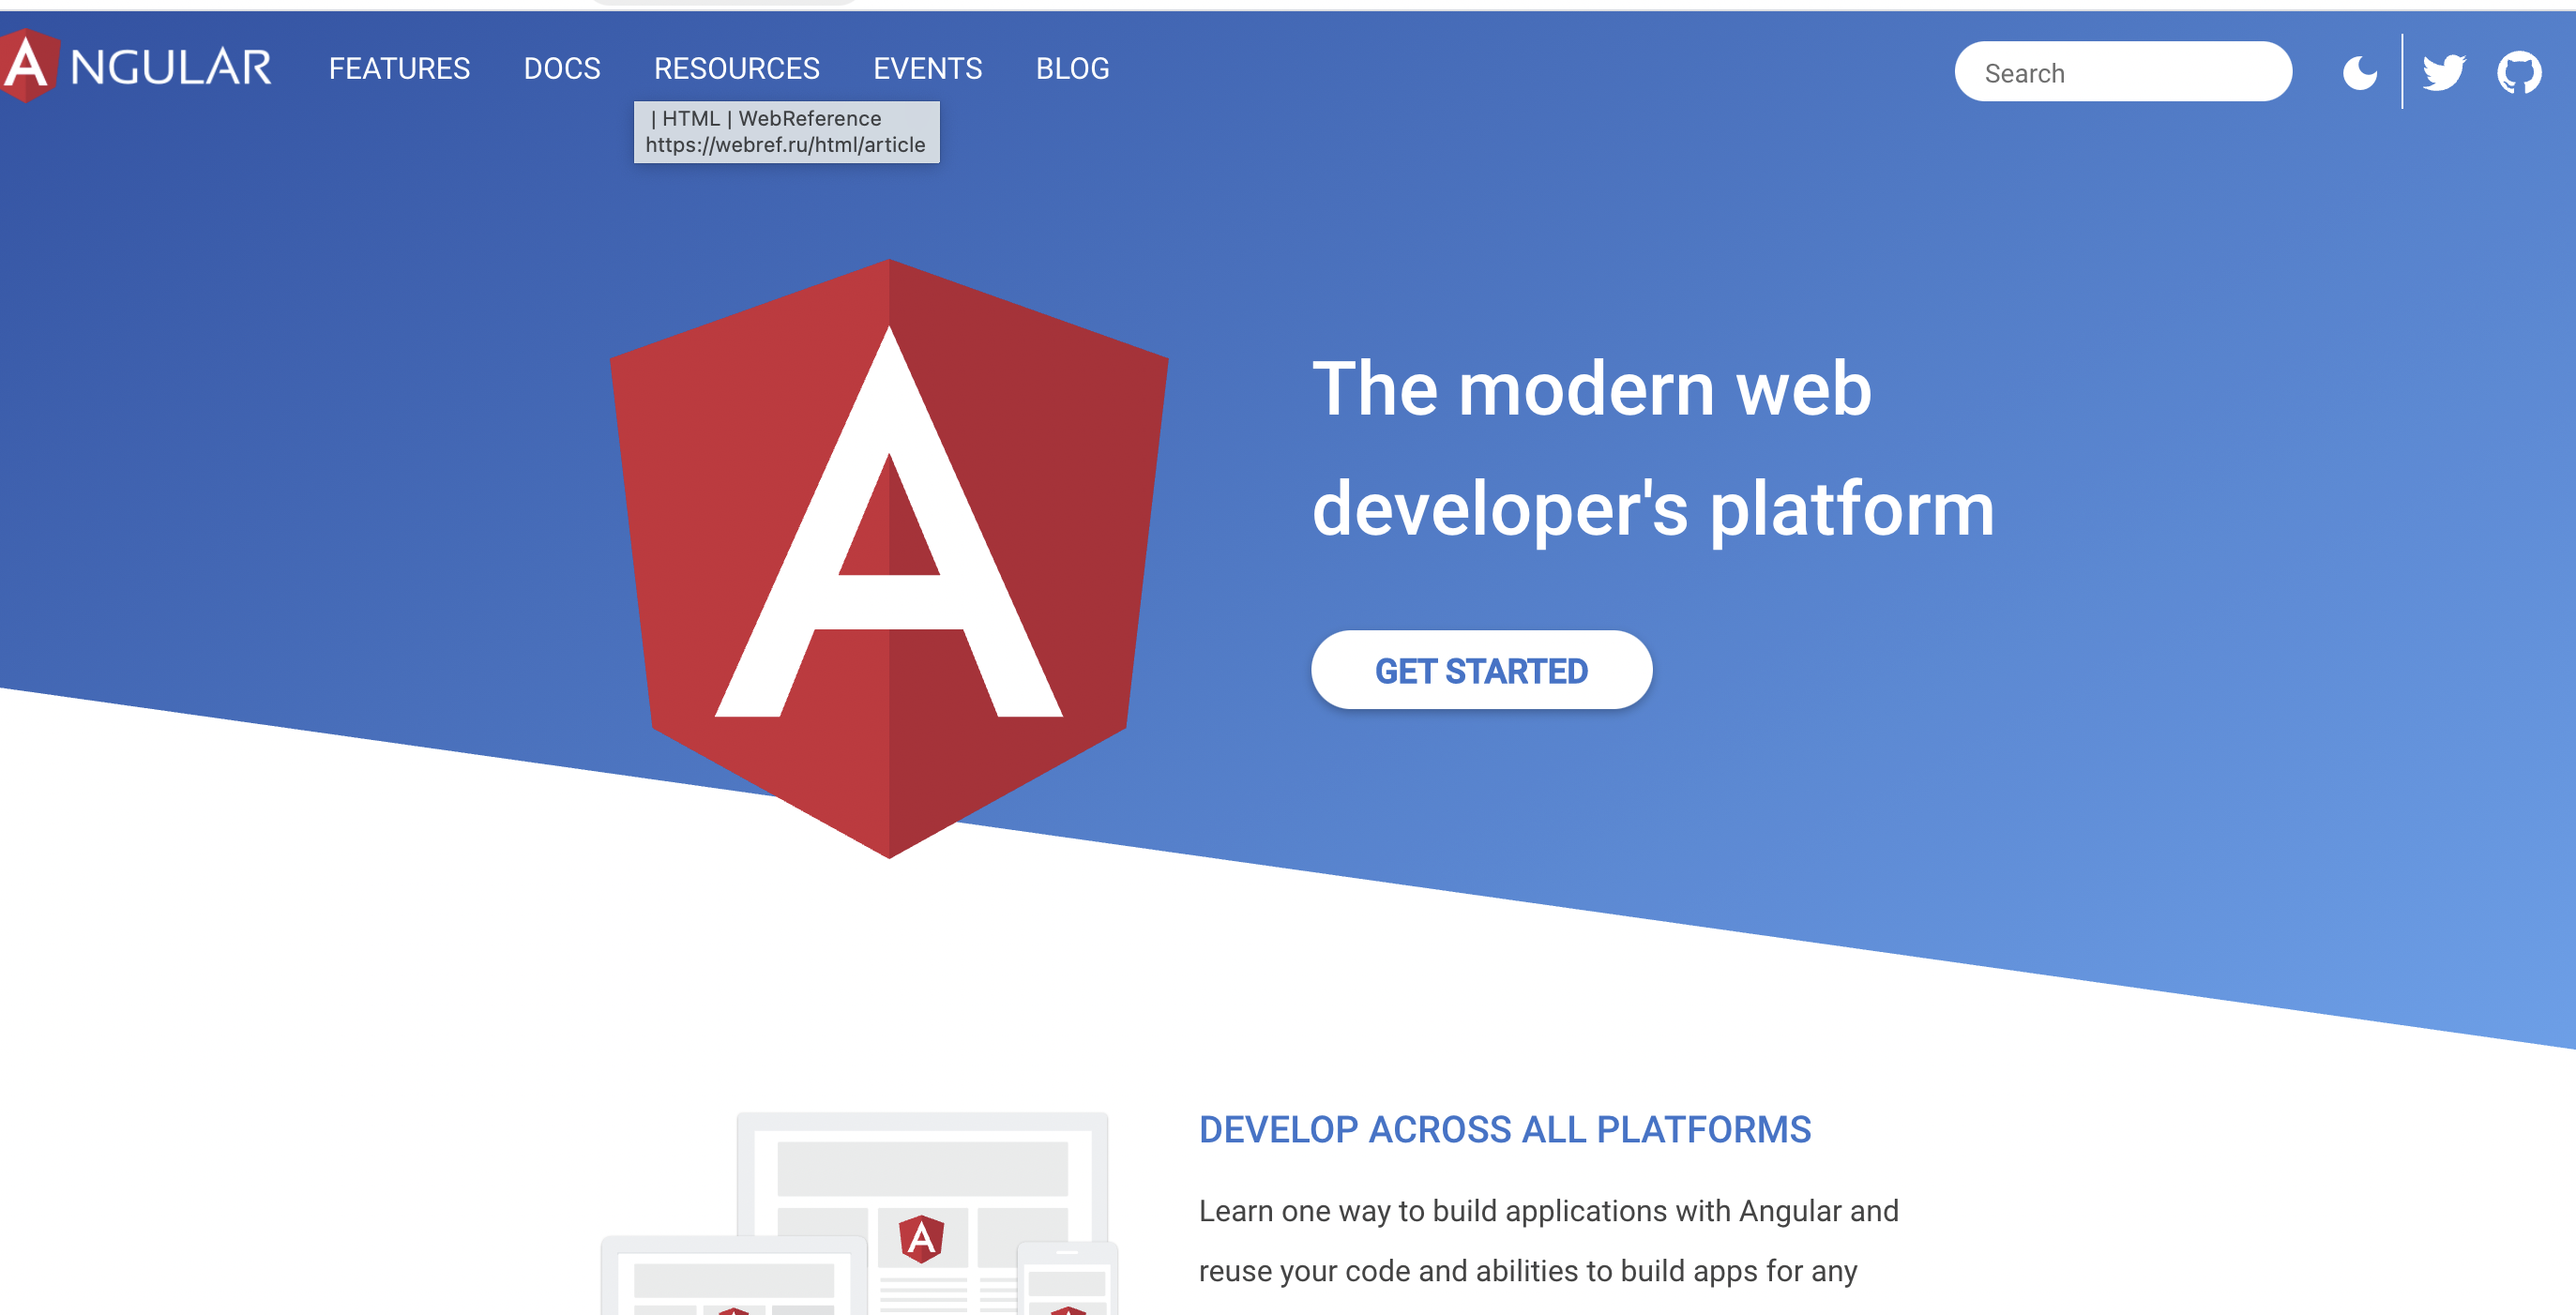 NGULAR FEATURES DOCS RESOURCES EVENTS BLOG Search
| HTML | WebReference
https://webref.ru/html/article
The modern web
developer's platform
GET STARTED
DEVELOP ACROSS ALL PLATFORMS
Learn one way to build applications with Angular and
reuse your code and abilities to build apps for any